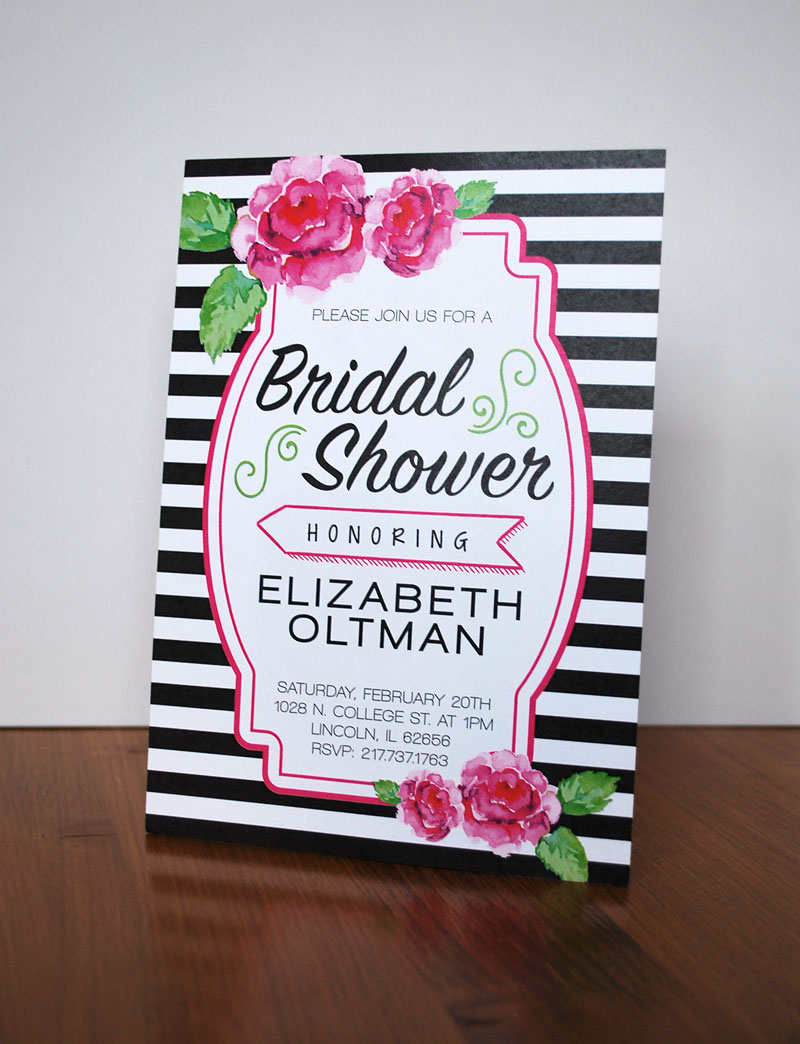 PLEASE JOIN US FOR A
Bridal
Shower
HONORING
ELIZABETH
OLTMAN
SATURDAY, FEBRUARY 20TH
1028 N. COLLEGE ST. AT 1PM
LINCOLN, IL 62656
RSVP: 217.737.1763